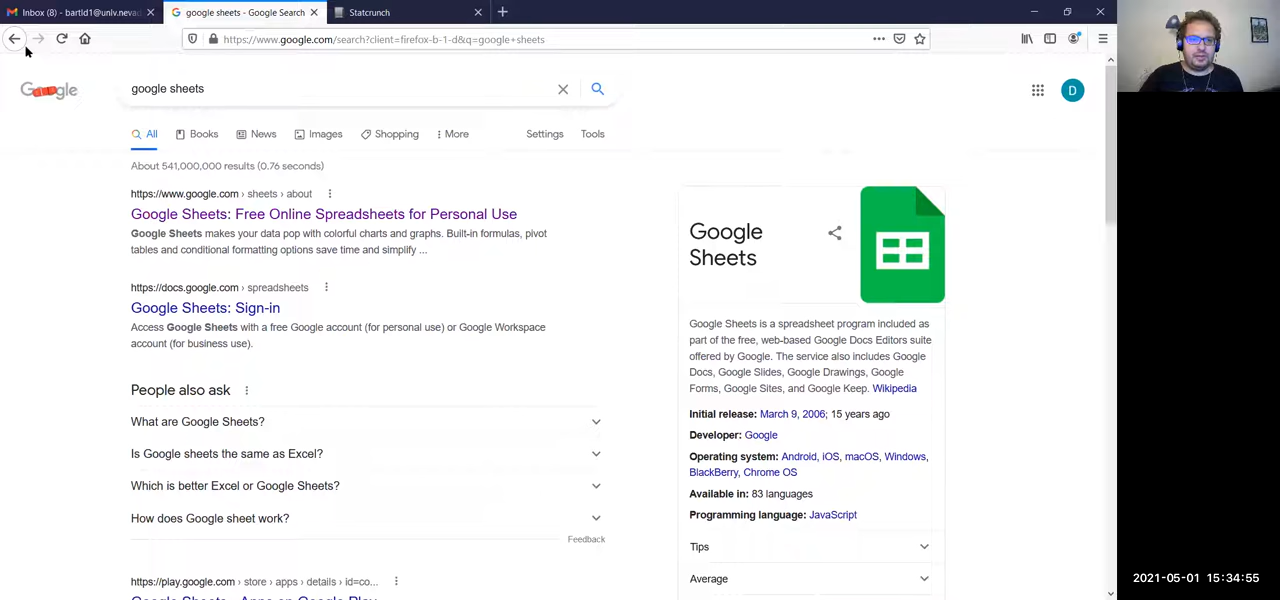 Inbox (8) - bartld1@unlv.neva
google sheets - Google Search
Statcrunch
https://www.google.com/search?client=firefox-b-1-d&q=google+sheets
Google
google sheets
D
All Books News Images Shopping More Settings Tools
About 541,000,000 results (0.76 seconds)
https://www.google.com › sheets › about
Google Sheets: Free Online Spreadsheets for Personal Use
Google Sheets makes your data pop with colorful charts and graphs. Built-in formulas, pivot
tables and conditional formatting options save time and simplify ...
https://docs.google.com › spreadsheets
Google Sheets: Sign-in
Access Google Sheets with a free Google account (for personal use) or Google Workspace
account (for business use).
People also ask
What are Google Sheets?
Is Google sheets the same as Excel?
Which is better Excel or Google Sheets?
How does Google sheet work?
Feedback
https://play.google.com › store › apps › details › id=co...
Google Sheets - Apps on Google Play
Google
Sheets
Google Sheets is a spreadsheet program included as
part of the free, web-based Google Docs Editors suite
offered by Google. The service also includes Google
Docs, Google Slides, Google Drawings, Google
Forms, Google Sites, and Google Keep. Wikipedia
Initial release: March 9, 2006; 15 years ago
Developer: Google
Operating system: Android, iOS, macOS, Windows,
BlackBerry, Chrome OS
Available in: 83 languages
Programming language: JavaScript
Tips
Average
2021-05-01 15:34:55